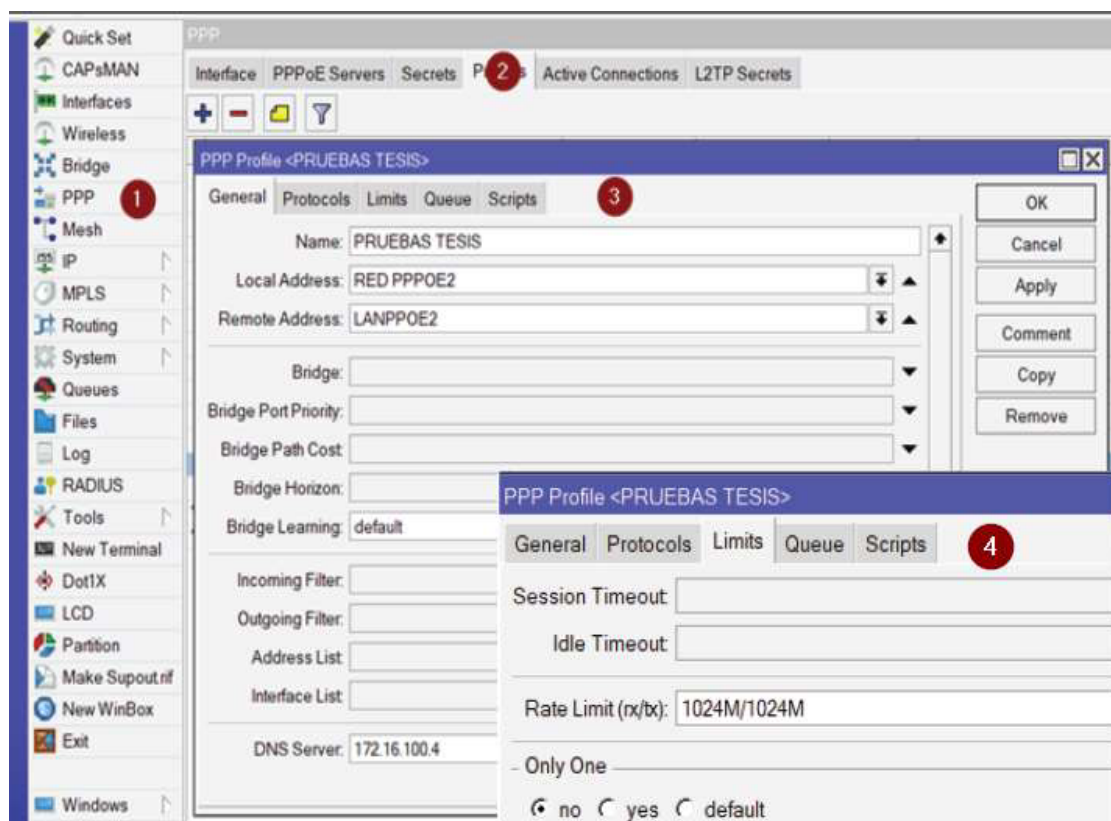 Quick Set
CAPsMAN
Interfaces
Wireless
Bridge
PPP
1
Mesh
IP
MPLS
Routing
System
Queues
Files
Log
RADIUS
Tools
New Terminal
Dot1X
LCD
Partition
Make Supout.rif
New WinBox
Exit
Windows
PPP
Interface PPPoE Servers Secrets 2 Active Connections L2TP Secrets
PPP Profile <PRUEBAS TESIS>
General Protocols Limits Queue Scripts 3
Name: PRUEBAS TESIS
Local Address: RED PPPOE2
Remote Address: LANPPOE2
Bridge:
Bridge Port Priority:
Bridge Path Cost:
Bridge Horizon:
Bridge Learning: default
Incoming Filter:
Outgoing Filter:
Address List:
Interface List:
DNS Server: 172.16.100.4
OK
Cancel
Apply
Comment
Copy
Remove
PPP Profile <PRUEBAS TESIS>
General Protocols Limits Queue Scripts 4
Session Timeout:
Idle Timeout:
Rate Limit (rx/tx): 1024M/1024M
Only One
no yes default